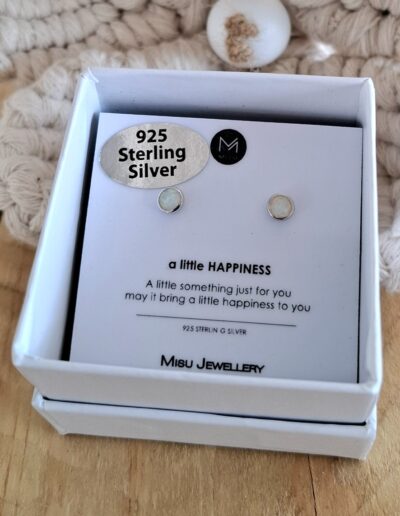 925
Sterling
Silver
M
a little HAPPINESS
A little something just for you
may it bring a little happiness to you
925 STERLING SILVER
MISU JEWELLERY